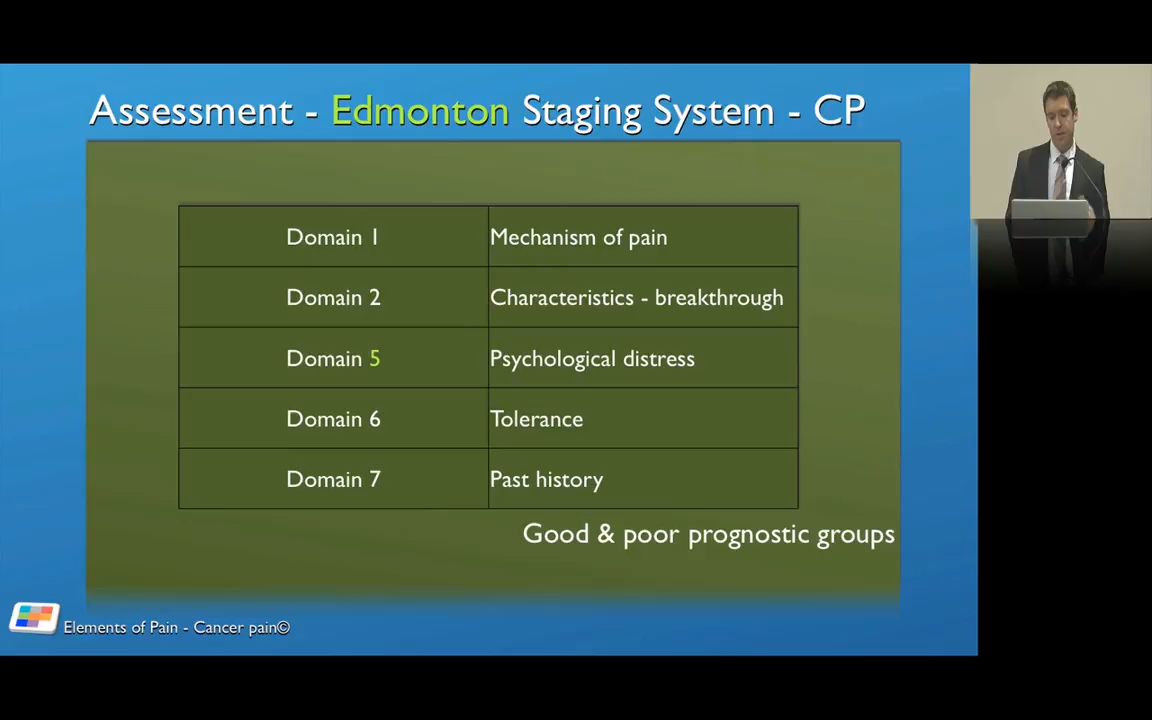 Assessment - Edmonton Staging System - CP
Domain 1 Mechanism of pain
Domain 2 Characteristics - breakthrough
Domain 5 Psychological distress
Domain 6 Tolerance
Domain 7 Past history
Good & poor prognostic groups
Elements of Pain - Cancer pain©